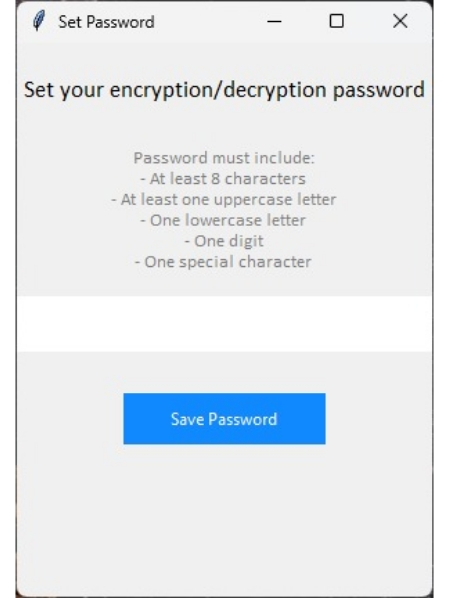 Set Password
Set your encryption/decryption password
Password must include:
- At least 8 characters
- At least one uppercase letter
- One lowercase letter
- One digit
- One special character
Save Password